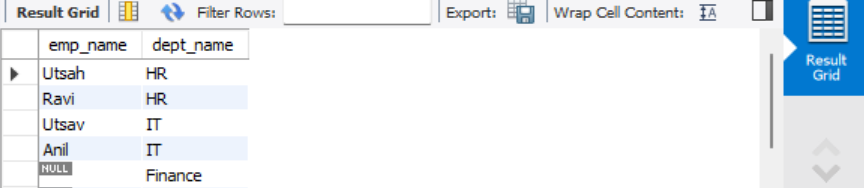 Result Grid Filter Rows: Export: Wrap Cell Content: IA
emp_name dept_name
Utsah HR
Ravi HR
Utsav IT
Anil IT
NULL Finance
Result
Grid